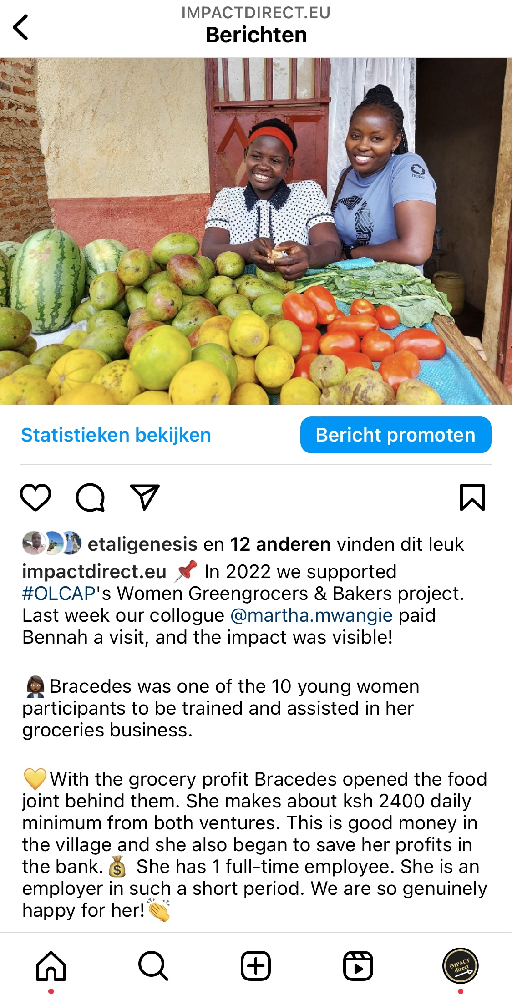 IMPACTDIRECT.EU
Berichten
HOME
Statistieken bekijken
Bericht promoten
etaligenesis en 12 anderen vinden dit leuk
impactdirect.eu 📌 In 2022 we supported
#OLCAP's Women Greengrocers & Bakers project.
Last week our collogue @martha.mwangie paid
Bennah a visit, and the impact was visible!
👩🏾‍💼Bracedes was one of the 10 young women
participants to be trained and assisted in her
groceries business.
💛With the grocery profit Bracedes opened the food
joint behind them. She makes about ksh 2400 daily
minimum from both ventures. This is good money in
the village and she also began to save her profits in
the bank.💰 She has 1 full-time employee. She is an
employer in such a short period. We are so genuinely
happy for her!👏
iMPACT
direct